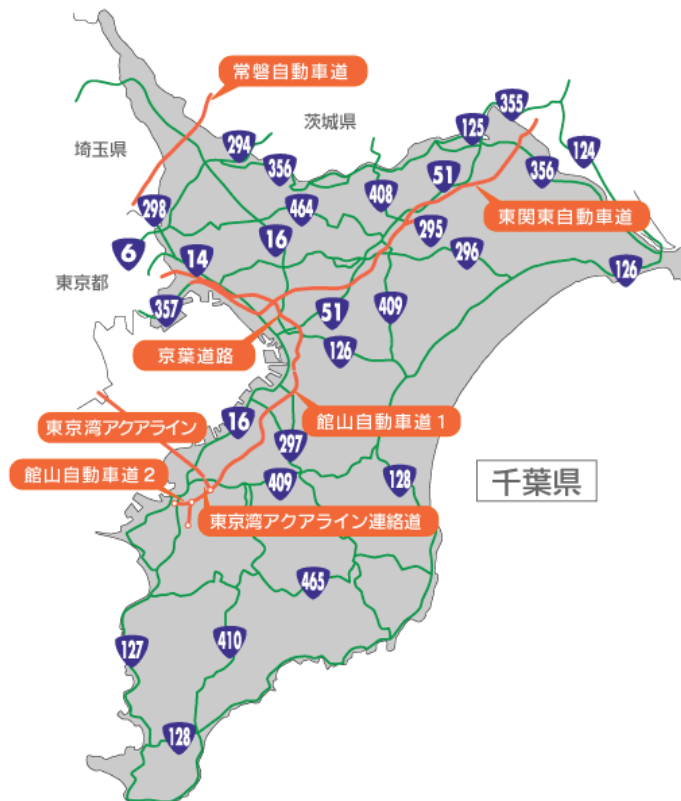 常磐自動車道
355
茨城県
125
294
埼玉県
124
356
356
51
408
298
464
東関東自動車道
16
295
6
14
296
東京都
126
357
51
409
京葉道路
126
東京湾アクアライン
16
館山自動車道1
297
館山自動車道2
409
128
千葉県
東京湾アクアライン連絡道
465
410
127
128